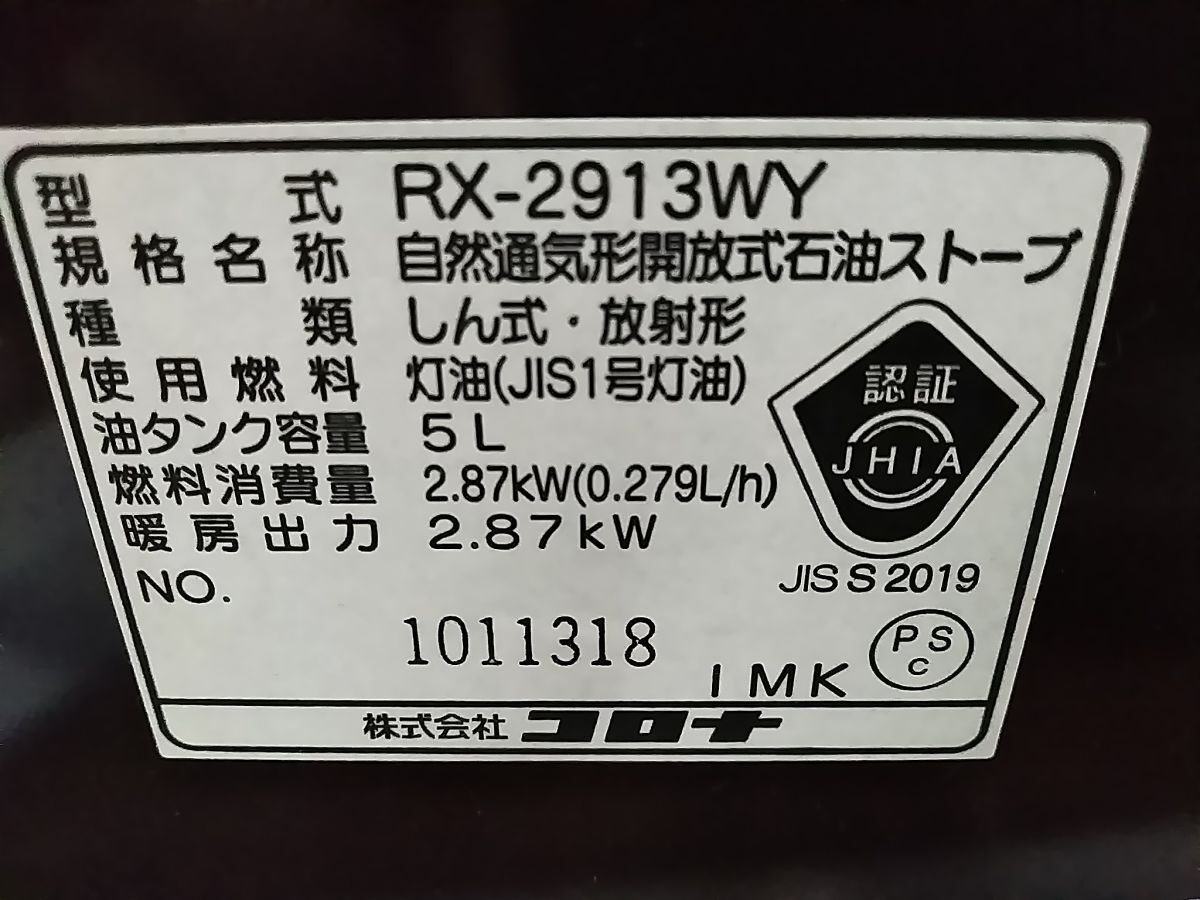 型式 RX-2913WY
規格名称 自然通気形開放式石油ストーブ
種類 しん式・放射形
使用燃料 灯油(JIS1号灯油)
油タンク容量 5L
燃料消費量 2.87kW(0.279L/h)
暖房出力 2.87kW
認証
JHIA
JIS S 2019
NO.
1011318
IMK
PSC
株式会社 コロナ